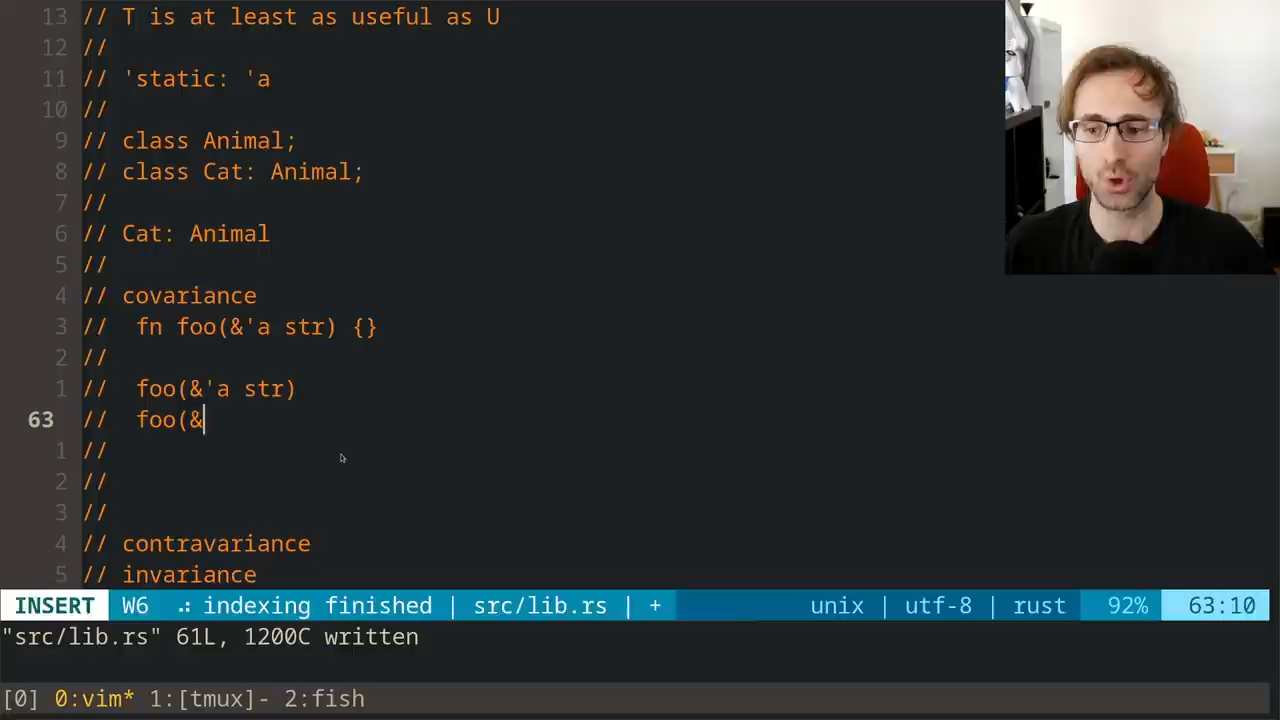 13 // T is at least as useful as U
12 //
11 // 'static: 'a
10 //
9 // class Animal;
8 // class Cat: Animal;
7 //
6 // Cat: Animal
5 //
4 // covariance
3 //  fn foo(&'a str) {}
2 //
1 //  foo(&'a str)
63 //  foo(&
1 //
2 //
3 //
4 // contravariance
5 // invariance
INSERT W6 .: indexing finished | src/lib.rs | + unix | utf-8 | rust 92% 63:10
"src/lib.rs" 61L, 1200C written
[0] 0:vim* 1:[tmux]- 2:fish